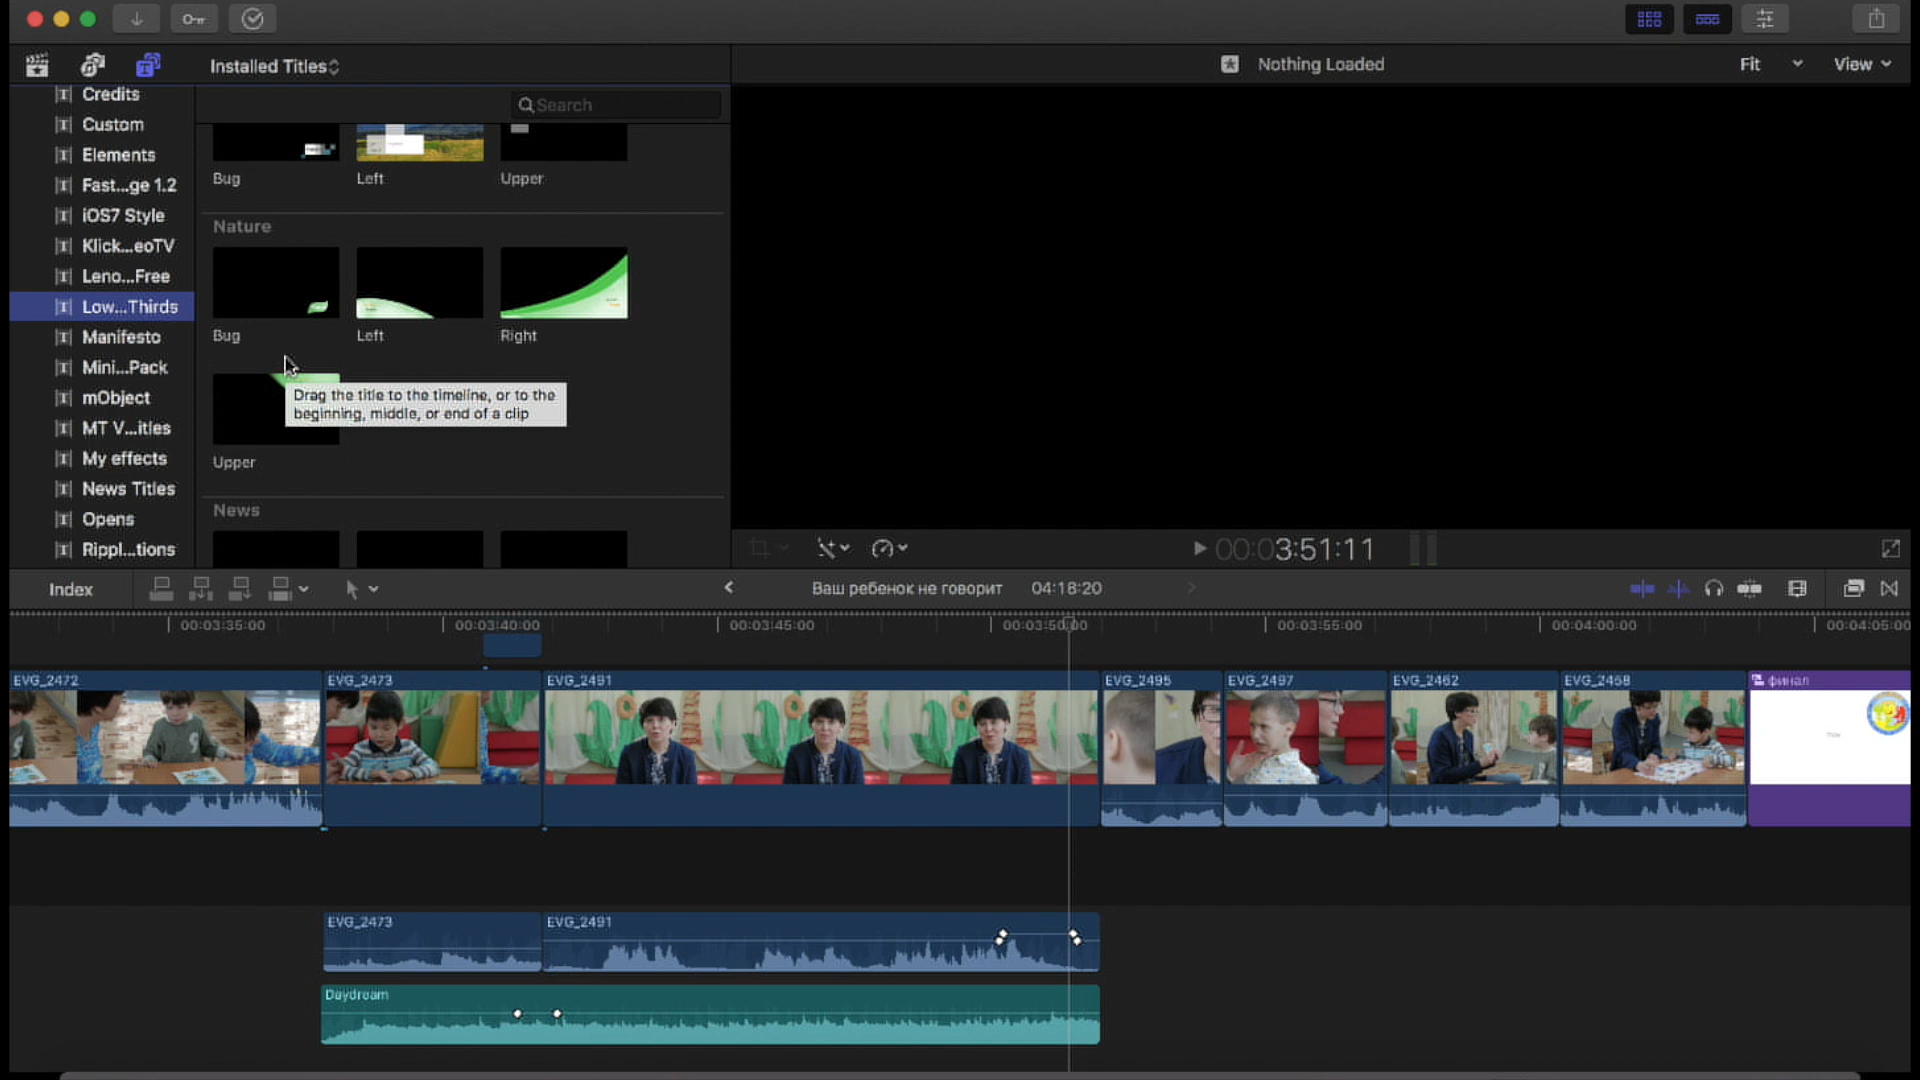 Installed Titles
Nothing Loaded
Fit
View
Search
Credits
Custom
Elements
Fast...ge 1.2
iOS7 Style
Klick...eoTV
Leno...Free
Low...Thirds
Manifesto
Mini...Pack
mObject
MT V...itles
My effects
News Titles
Opens
Rippl...tions
Bug
Left
Upper
Nature
Bug
Left
Right
Drag the title to the timeline, or to the
beginning, middle, or end of a clip
Upper
News
00:03:51:11
Index
Ваш ребенок не говорит
04:18:20
00:03:35:00
00:03:40:00
00:03:45:00
00:03:50:00
00:03:55:00
00:04:00:00
00:04:05:00
EVG_2472
EVG_2473
EVG_2491
EVG_2495
EVG_2497
EVG_2462
EVG_2468
финал
EVG_2473
EVG_2491
Daydream